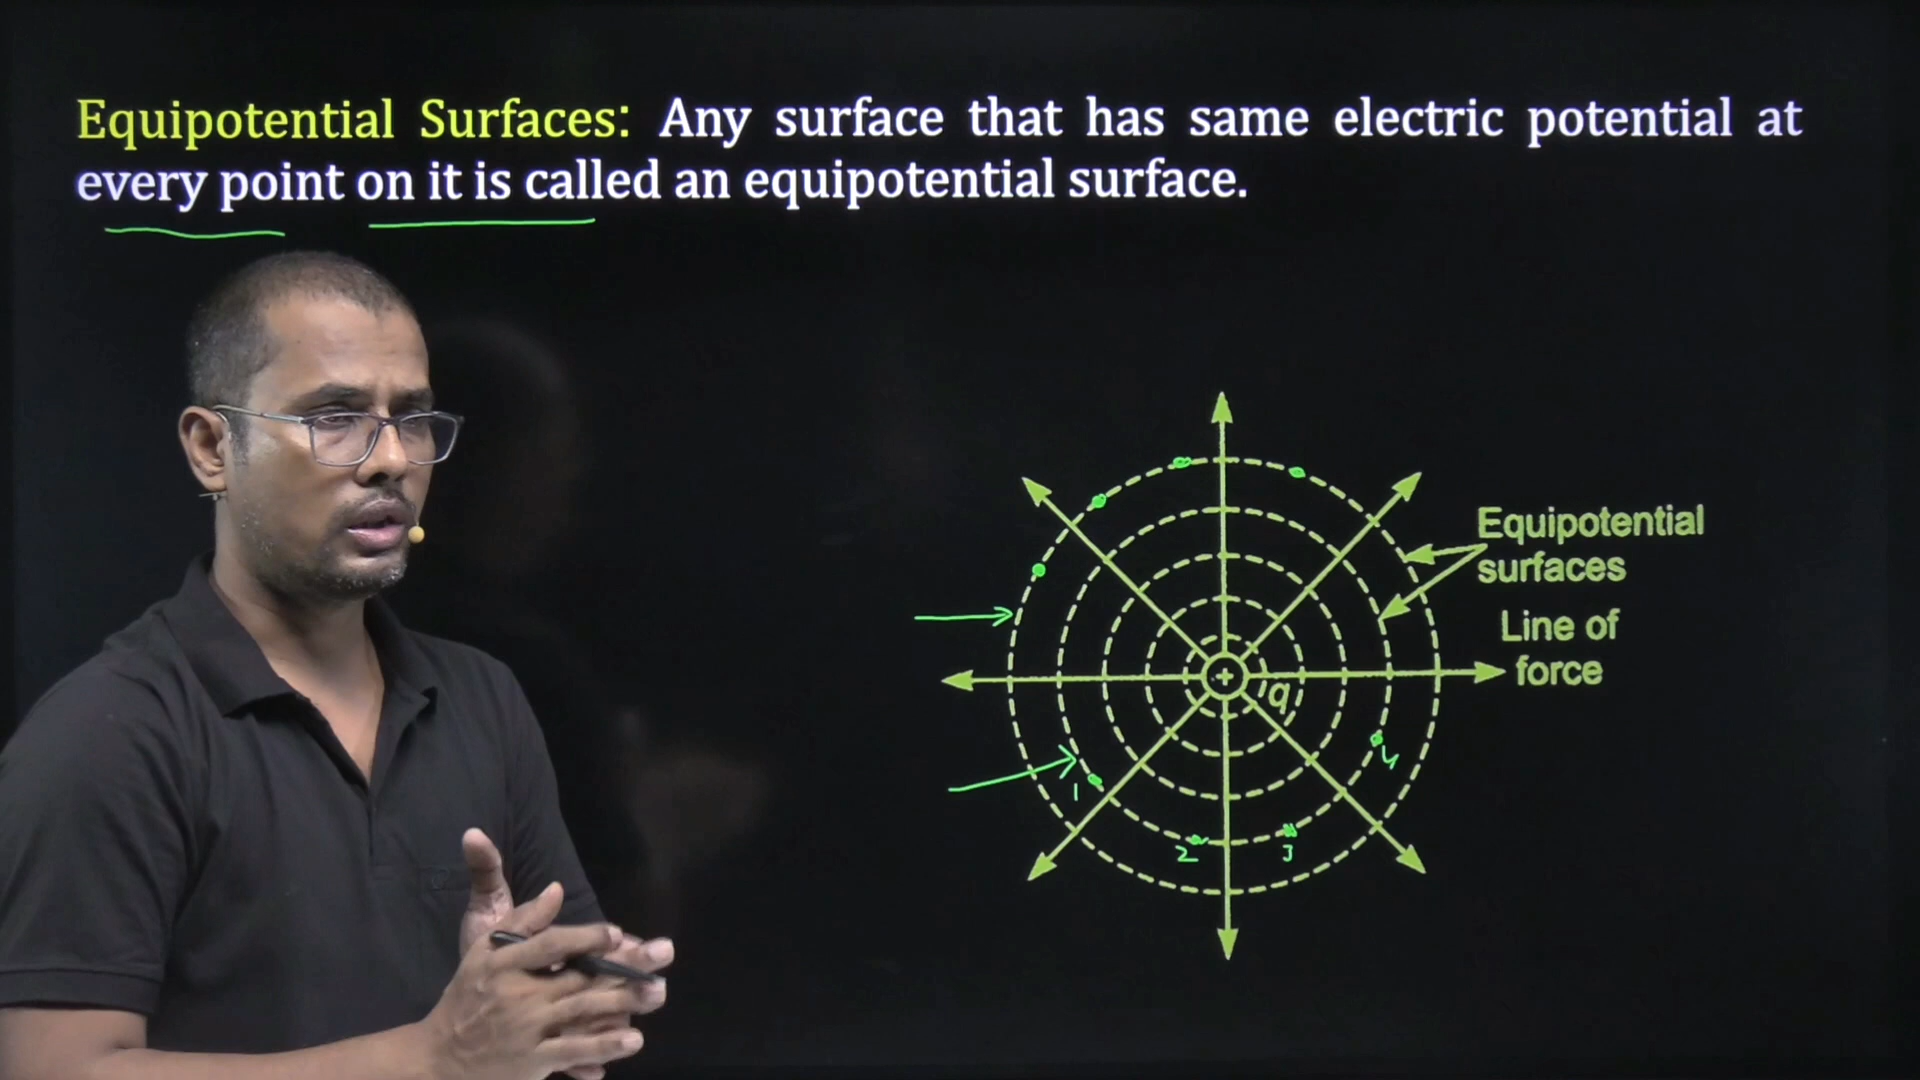 Equipotential Surfaces: Any surface that has same electric potential at
every point on it is called an equipotential surface.
Equipotential
surfaces
Line of
force
+
q
1
2
3
4